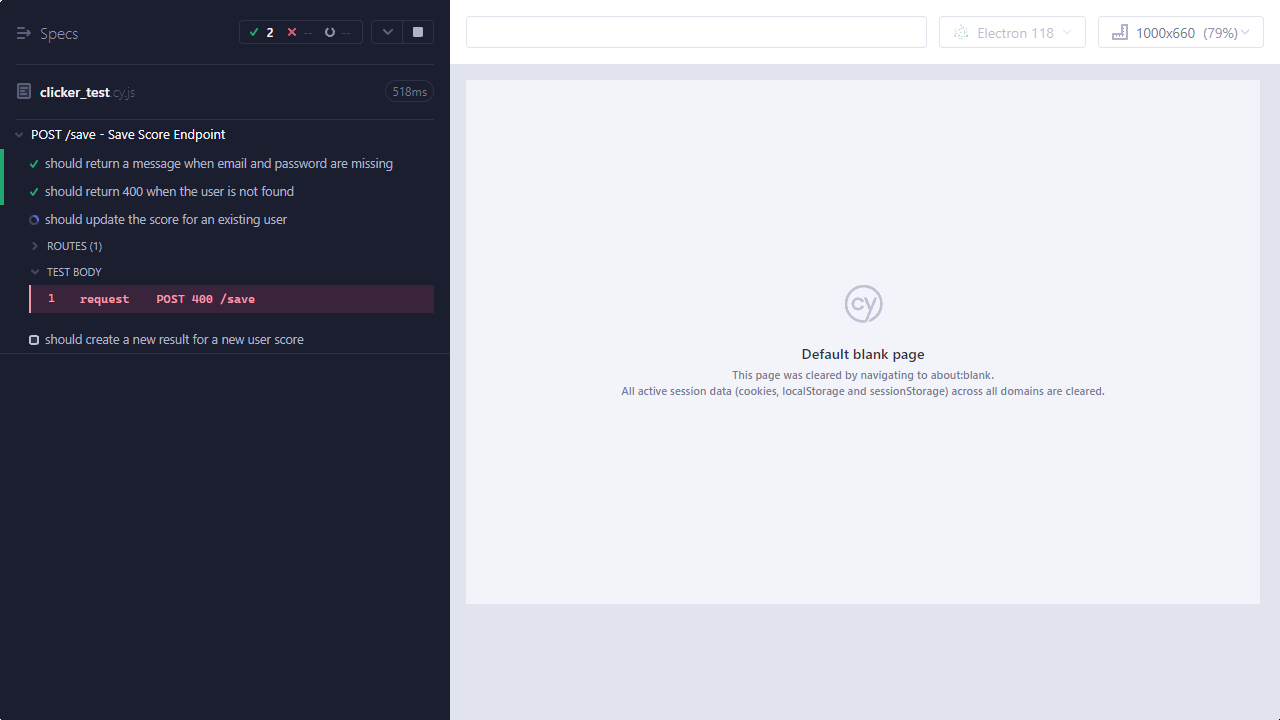 Specs
2 -- --
clicker_test.cy.js
518ms
POST /save - Save Score Endpoint
should return a message when email and password are missing
should return 400 when the user is not found
should update the score for an existing user
ROUTES (1)
TEST BODY
1 request POST 400 /save
should create a new result for a new user score
Electron 118
1000x660 (79%)
cy
Default blank page
This page was cleared by navigating to about:blank.
All active session data (cookies, localStorage and sessionStorage) across all domains are cleared.